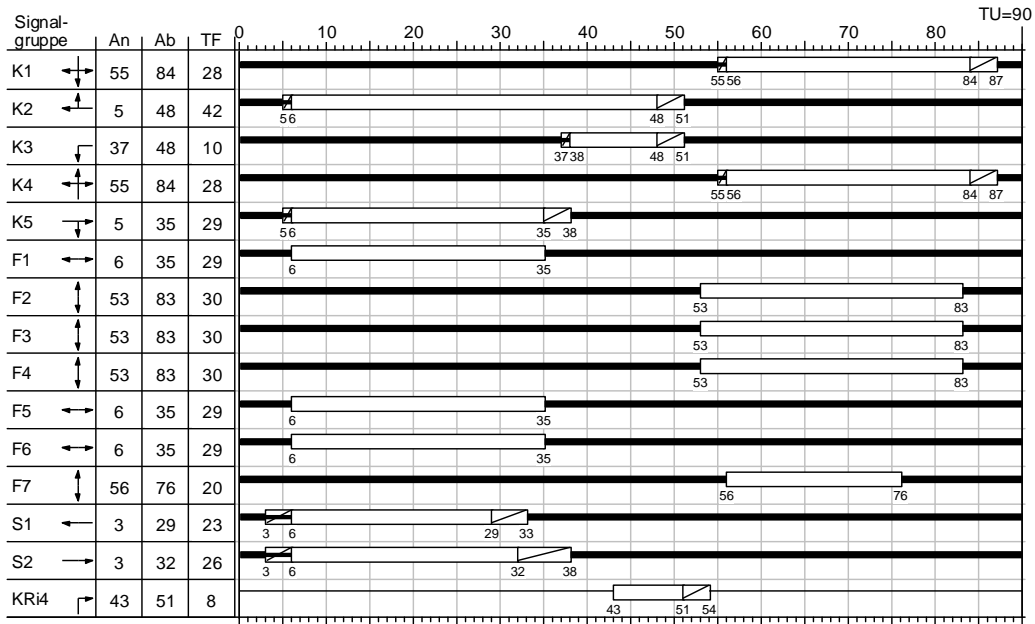 TU=90
Signal-
gruppe An Ab TF 0 10 20 30 40 50 60 70 80
K1 55 84 28
55 56 84 87
K2 5 48 42
5 6 48 51
K3 37 48 10
37 38 48 51
K4 55 84 28
55 56 84 87
K5 5 35 29
5 6 35 38
F1 6 35 29
6 35
F2 53 83 30
53 83
F3 53 83 30
53 83
F4 53 83 30
53 83
F5 6 35 29
6 35
F6 6 35 29
6 35
F7 56 76 20
56 76
S1 3 29 23
3 6 29 33
S2 3 32 26
3 6 32 38
KRi4 43 51 8
43 51 54